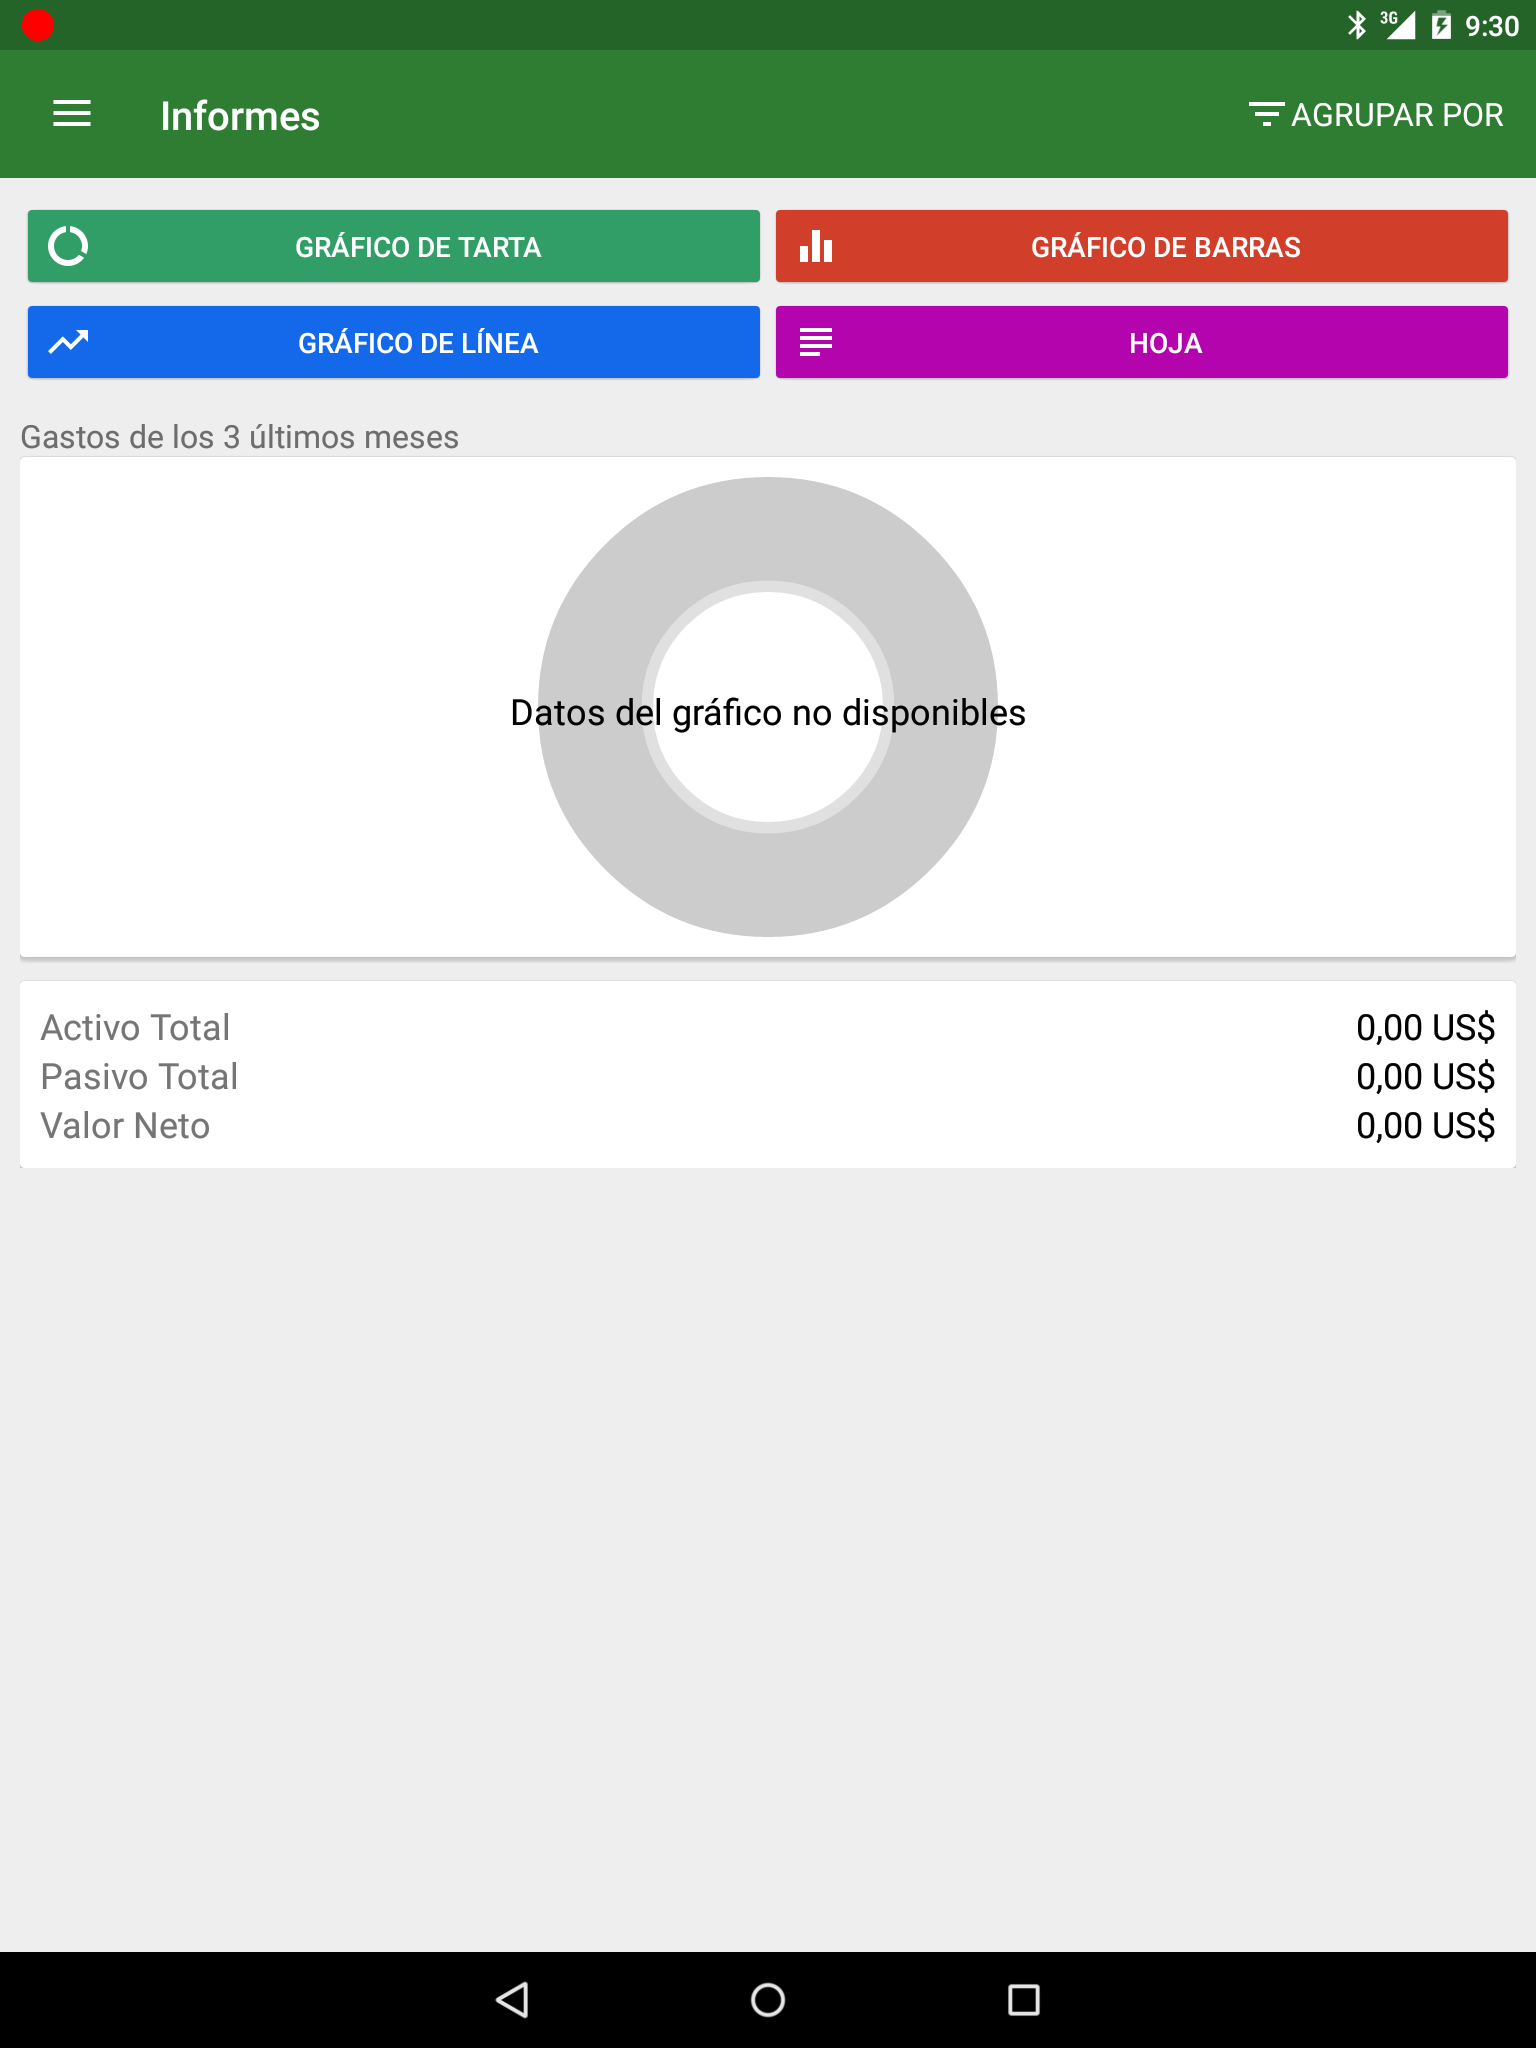 3G 9:30
Informes
AGRUPAR POR
GRÁFICO DE TARTA
GRÁFICO DE BARRAS
GRÁFICO DE LÍNEA
HOJA
Gastos de los 3 últimos meses
Datos del gráfico no disponibles
Activo Total 0,00 US$
Pasivo Total 0,00 US$
Valor Neto 0,00 US$